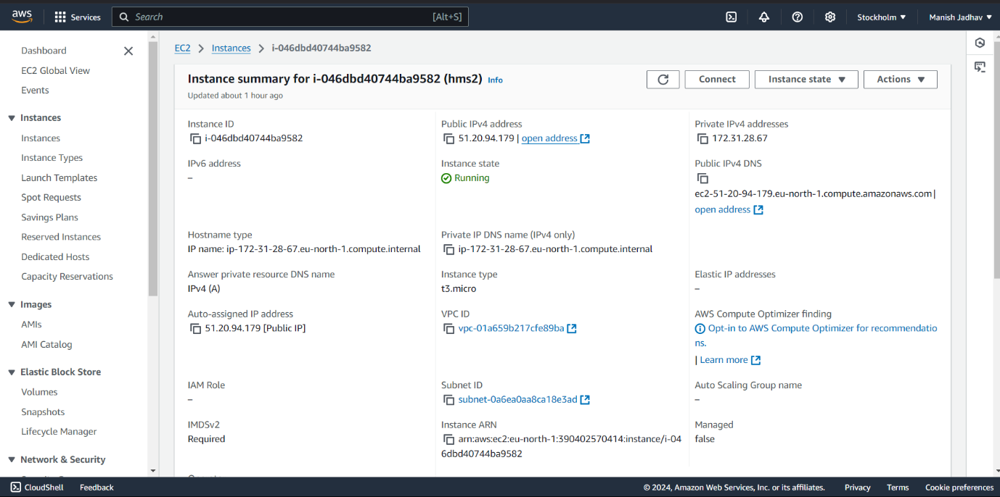 aws
Services
Search
[Alt+S]
Stockholm
Manish Jadhav
Dashboard
EC2 Global View
Events
Instances
Instances
Instance Types
Launch Templates
Spot Requests
Savings Plans
Reserved Instances
Dedicated Hosts
Capacity Reservations
Images
AMIs
AMI Catalog
Elastic Block Store
Volumes
Snapshots
Lifecycle Manager
Network & Security
EC2 > Instances > i-046dbd40744ba9582
Instance summary for i-046dbd40744ba9582 (hms2) Info
Updated about 1 hour ago
Connect
Instance state
Actions
Instance ID
i-046dbd40744ba9582
Public IPv4 address
51.20.94.179 | open address
Private IPv4 addresses
172.31.28.67
IPv6 address
–
Instance state
Running
Public IPv4 DNS
ec2-51-20-94-179.eu-north-1.compute.amazonaws.com |
open address
Hostname type
IP name: ip-172-31-28-67.eu-north-1.compute.internal
Private IP DNS name (IPv4 only)
ip-172-31-28-67.eu-north-1.compute.internal
Answer private resource DNS name
IPv4 (A)
Instance type
t3.micro
Elastic IP addresses
–
Auto-assigned IP address
51.20.94.179 [Public IP]
VPC ID
vpc-01a659b217cfe89ba
AWS Compute Optimizer finding
Opt-in to AWS Compute Optimizer for recommendatio
ns.
| Learn more
IAM Role
–
Subnet ID
subnet-0a6ea0aa8ca18e3ad
Auto Scaling Group name
–
IMDSv2
Required
Instance ARN
arn:aws:ec2:eu-north-1:390402570414:instance/i-04
6dbd40744ba9582
Managed
false
CloudShell
Feedback
© 2024, Amazon Web Services, Inc. or its affiliates.
Privacy
Terms
Cookie preferences